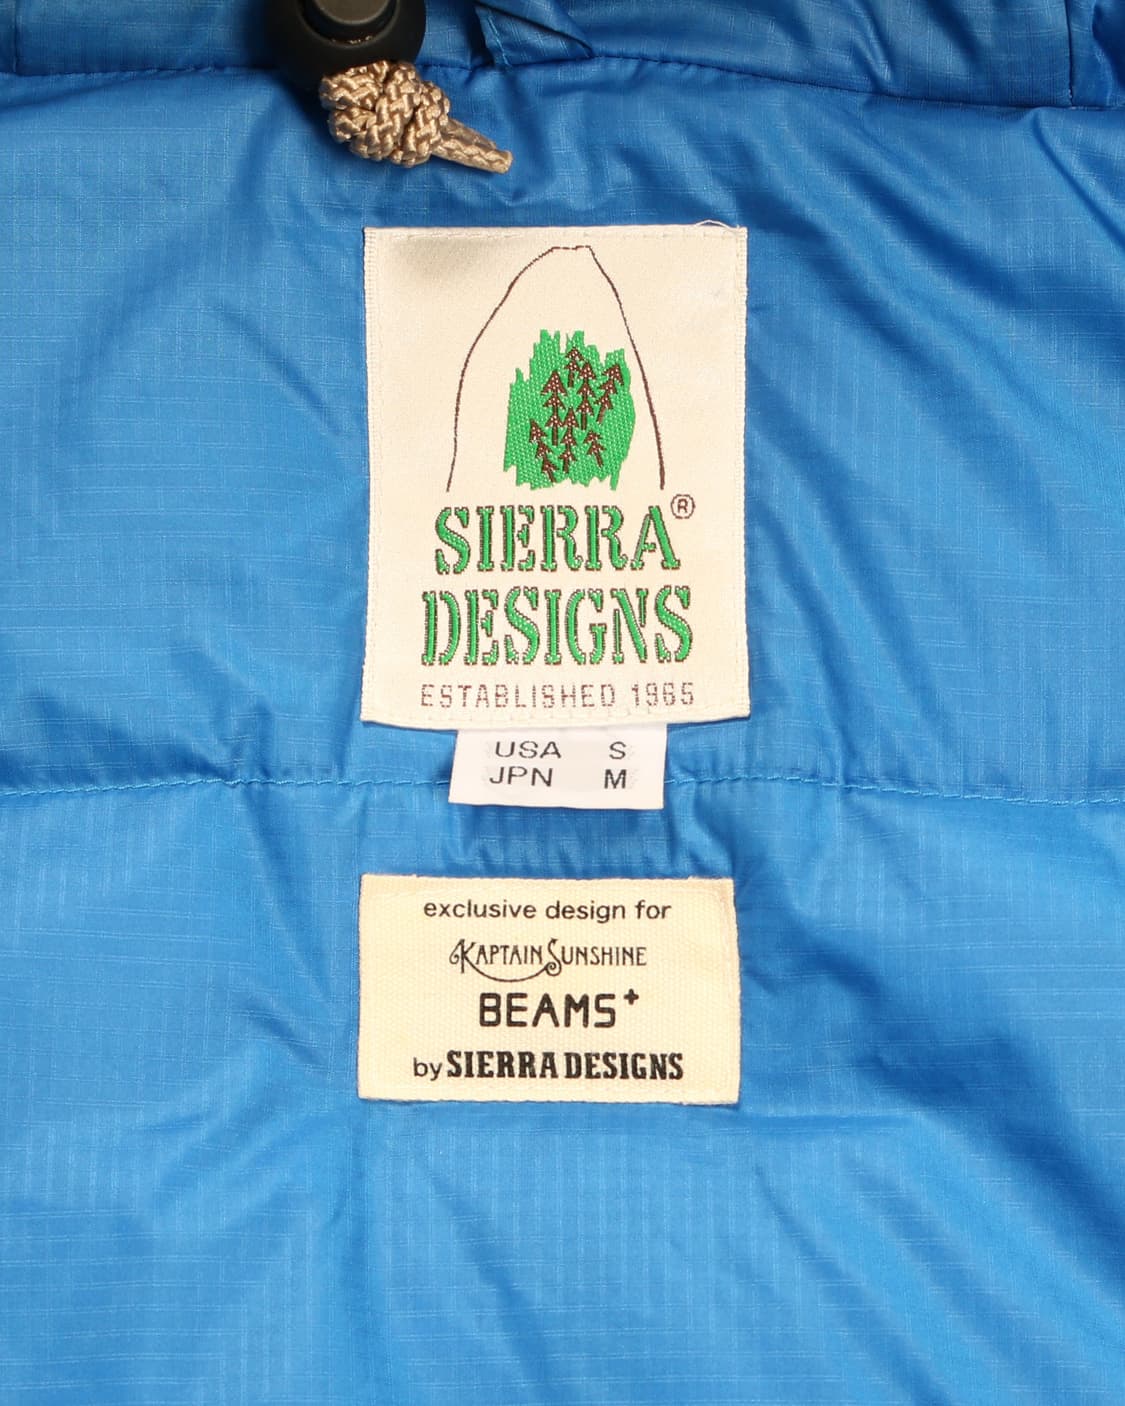 SIERRA®
DESIGNS
ESTABLISHED 1965
USA S
JPN M
exclusive design for
KAPTAIN SUNSHINE
BEAMS+
by SIERRA DESIGNS